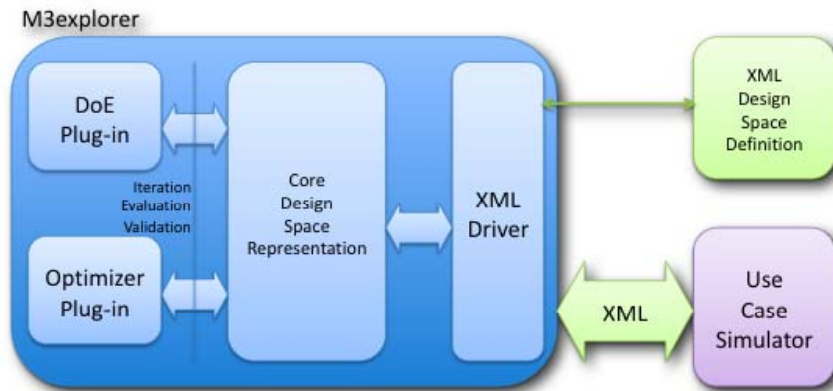 M3explorer
DoE
Plug-in
Iteration
Evaluation
Validation
Optimizer
Plug-in
Core
Design
Space
Representation
XML
Driver
XML
Design
Space
Definition
XML
Use
Case
Simulator